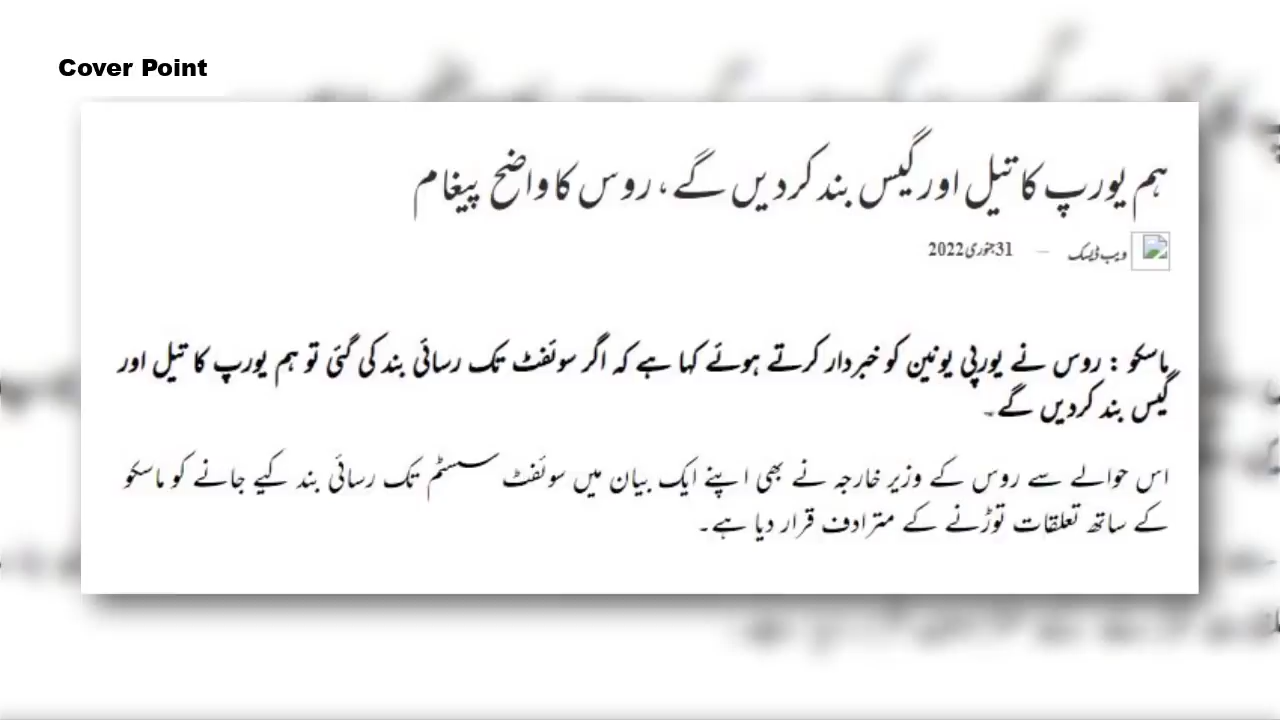 Cover Point
ہم یورپ کا تیل اور گیس بند کردیں گے، روس کا واضح پیغام
ویب ڈیسک — 31 جنوری 2022
ماسکو : روس نے یورپی یونین کو خبردار کرتے ہوئے کہا ہے کہ اگر سوئفٹ تک رسائی بند کی گئی تو ہم یورپ کا تیل اور
گیس بند کردیں گے۔
اس حوالے سے روس کے وزیر خارجہ نے بھی اپنے ایک بیان میں سوئفٹ سسٹم تک رسائی بند کیے جانے کو ماسکو
کے ساتھ تعلقات توڑنے کے مترادف قرار دیا ہے۔